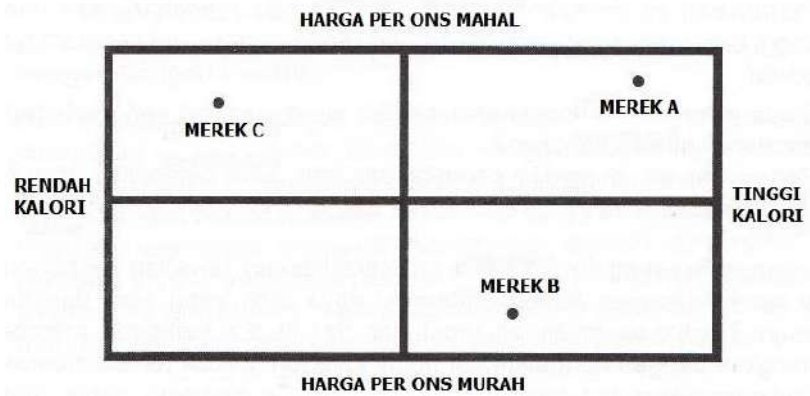 HARGA PER ONS MAHAL
MEREK C
MEREK A
RENDAH
KALORI
TINGGI
KALORI
MEREK B
HARGA PER ONS MURAH